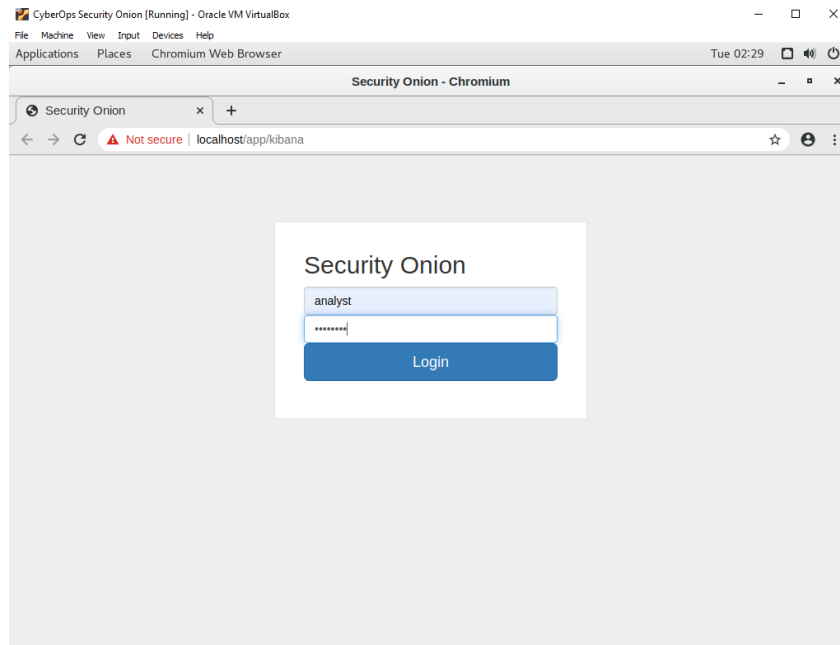 CyberOps Security Onion [Running] - Oracle VM VirtualBox
File Machine View Input Devices Help
Applications Places Chromium Web Browser Tue 02:29
Security Onion - Chromium
Security Onion
Not secure | localhost/app/kibana
Security Onion
analyst
••••••••
Login